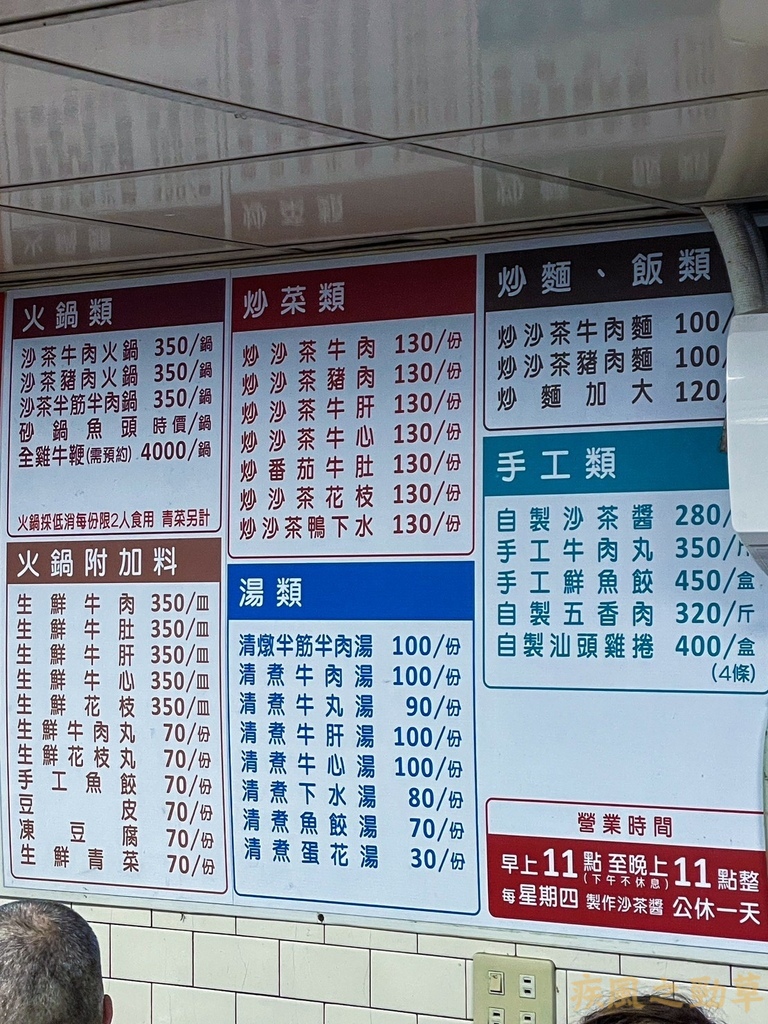 火鍋類
沙茶牛肉火鍋 350/鍋
沙茶豬肉火鍋 350/鍋
沙茶半筋半肉鍋 350/鍋
砂鍋魚頭 時價/鍋
全雞牛鞭(需預約) 4000/鍋
火鍋採低消每份限2人食用 青菜另計
火鍋附加料
生鮮牛肉 350/皿
生鮮牛肚 350/皿
生鮮牛肝 350/皿
生鮮牛心 350/皿
生鮮花枝 350/皿
生鮮牛肉丸 70/份
生鮮花枝丸 70/份
手工魚餃 70/份
豆皮 70/份
凍豆腐 70/份
生鮮青菜 70/份
炒菜類
炒沙茶牛肉 130/份
炒沙茶豬肉 130/份
炒沙茶牛肝 130/份
炒沙茶牛心 130/份
炒番茄牛肚 130/份
炒沙茶花枝 130/份
炒沙茶鴨下水 130/份
湯類
清燉半筋半肉湯 100/份
清煮牛肉湯 100/份
清煮牛丸湯 90/份
清煮牛肝湯 100/份
清煮牛心湯 100/份
清煮下水湯 80/份
清煮魚餃湯 70/份
清煮蛋花湯 30/份
炒麵、飯類
炒沙茶牛肉麵 100/
炒沙茶豬肉麵 100/
炒麵加大 120/
手工類
自製沙茶醬 280/
手工牛肉丸 350/斤
手工鮮魚餃 450/盒
自製五香肉 320/斤
自製汕頭雞捲 400/盒
(4條)
營業時間
早上11點至晚上11點整
(下午不休息)
每星期四 製作沙茶醬 公休一天
疾風之勁草